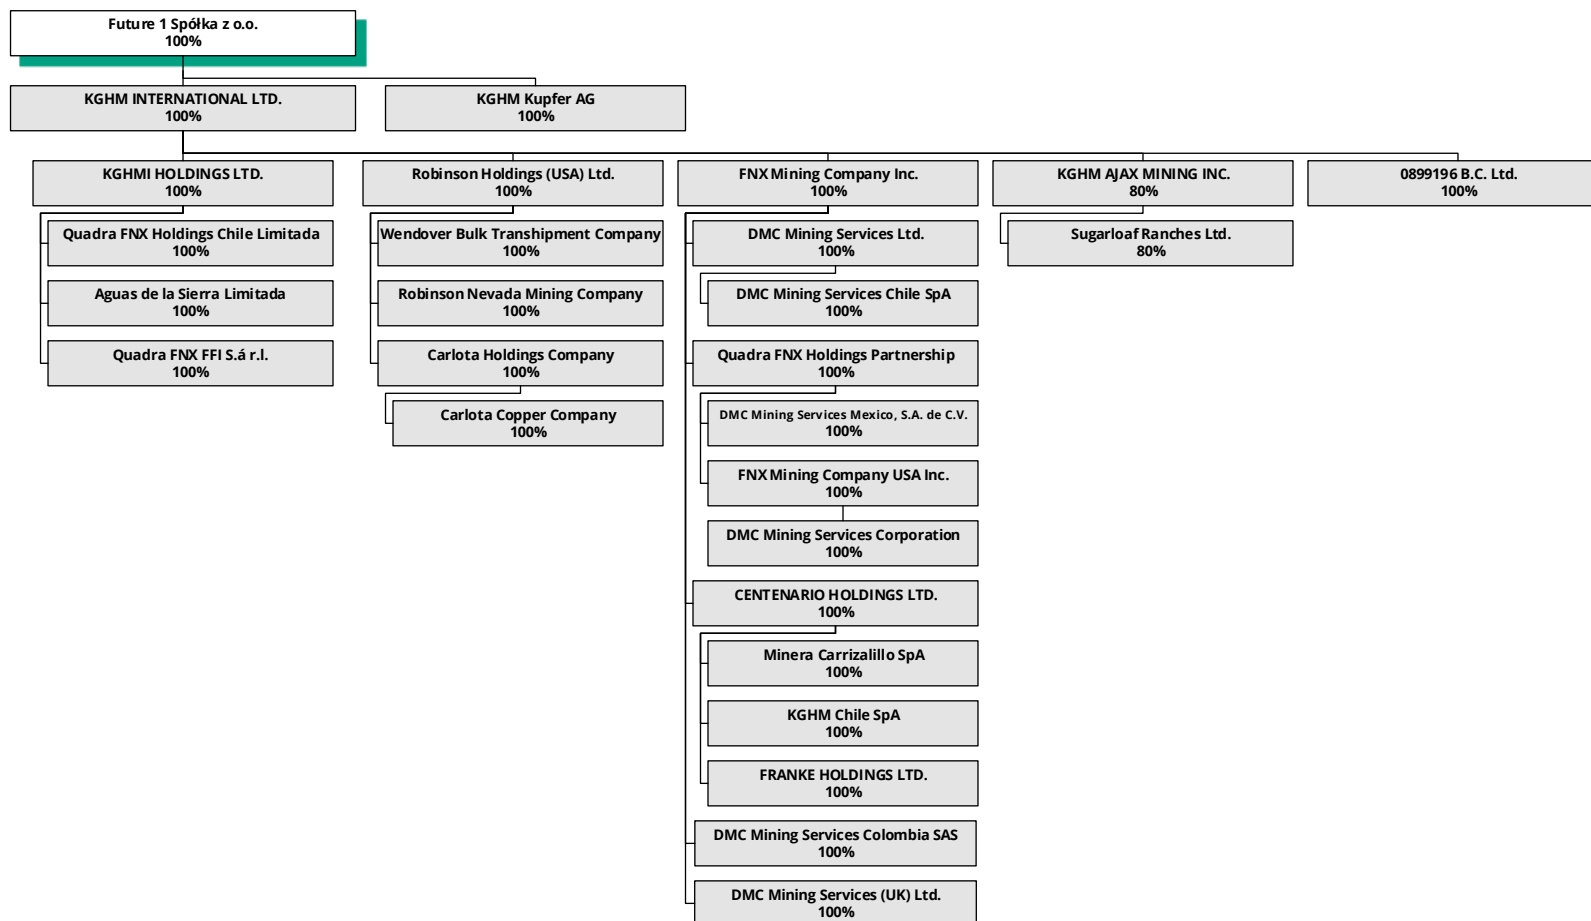 Future 1 Spółka z o.o.
100%
KGHM INTERNATIONAL LTD.
100%
KGHM Kupfer AG
100%
KGHMI HOLDINGS LTD.
100%
Robinson Holdings (USA) Ltd.
100%
FNX Mining Company Inc.
100%
KGHM AJAX MINING INC.
80%
0899196 B.C. Ltd.
100%
Quadra FNX Holdings Chile Limitada
100%
Wendover Bulk Transhipment Company
100%
DMC Mining Services Ltd.
100%
Sugarloaf Ranches Ltd.
80%
Aguas de la Sierra Limitada
100%
Robinson Nevada Mining Company
100%
DMC Mining Services Chile SpA
100%
Quadra FNX FFI S.á r.l.
100%
Carlota Holdings Company
100%
Quadra FNX Holdings Partnership
100%
Carlota Copper Company
100%
DMC Mining Services Mexico, S.A. de C.V.
100%
FNX Mining Company USA Inc.
100%
DMC Mining Services Corporation
100%
CENTENARIO HOLDINGS LTD.
100%
Minera Carrizalillo SpA
100%
KGHM Chile SpA
100%
FRANKE HOLDINGS LTD.
100%
DMC Mining Services Colombia SAS
100%
DMC Mining Services (UK) Ltd.
100%